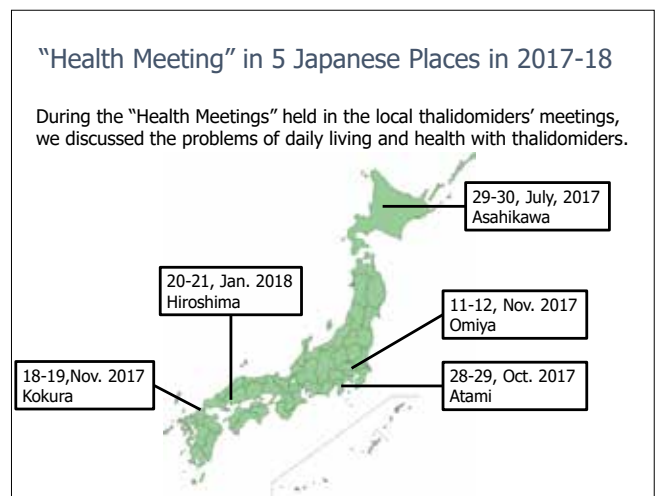 “Health Meeting” in 5 Japanese Places in 2017-18
During the “Health Meetings” held in the local thalidomiders’ meetings,
we discussed the problems of daily living and health with thalidomiders.
29-30, July, 2017
Asahikawa
20-21, Jan. 2018
Hiroshima
11-12, Nov. 2017
Omiya
18-19,Nov. 2017
Kokura
28-29, Oct. 2017
Atami